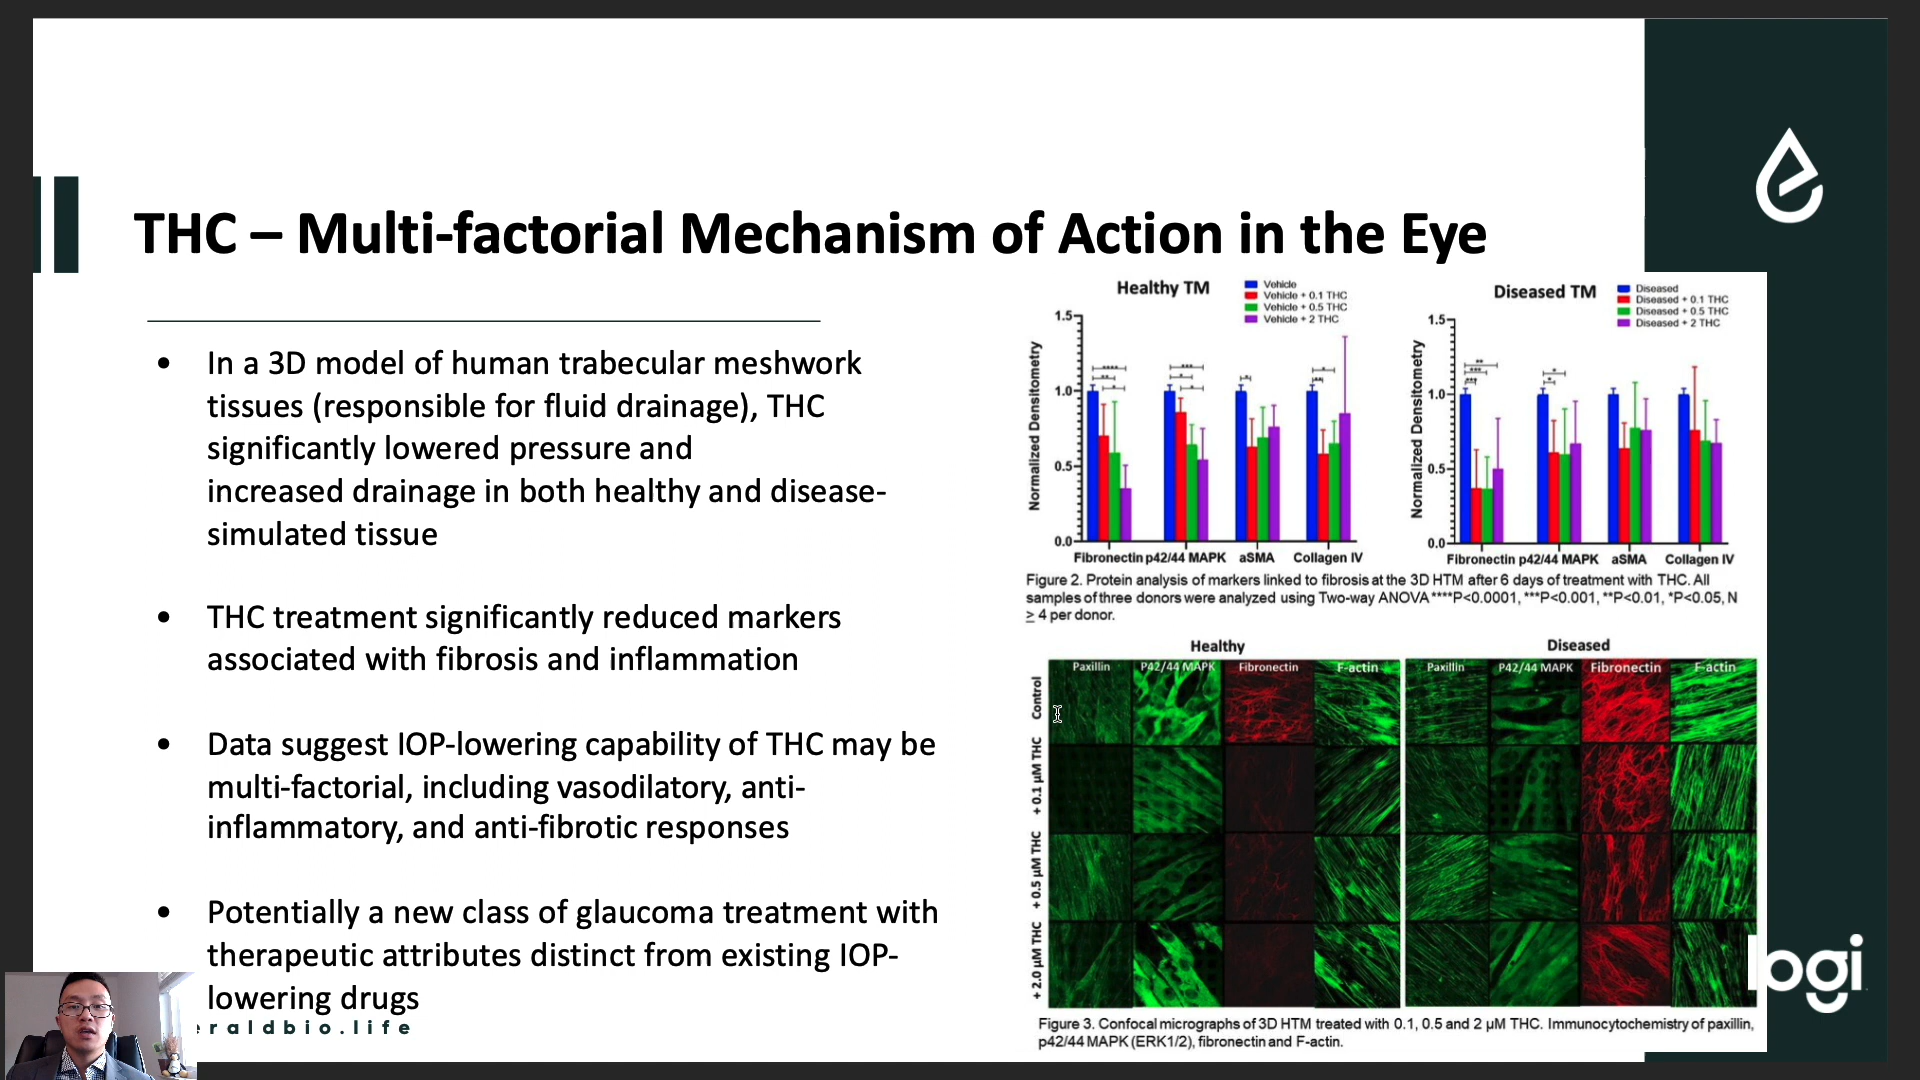 THC – Multi-factorial Mechanism of Action in the Eye
• In a 3D model of human trabecular meshwork
tissues (responsible for fluid drainage), THC
significantly lowered pressure and
increased drainage in both healthy and disease-
simulated tissue
• THC treatment significantly reduced markers
associated with fibrosis and inflammation
• Data suggest IOP-lowering capability of THC may be
multi-factorial, including vasodilatory, anti-
inflammatory, and anti-fibrotic responses
• Potentially a new class of glaucoma treatment with
therapeutic attributes distinct from existing IOP-
lowering drugs
eraldbio.life
Healthy TM
Vehicle
Vehicle + 0.1 THC
Vehicle + 0.5 THC
Vehicle + 2 THC
Normalized Densitometry
1.5
1.0
0.5
0.0
**** ** * *** * * * * **
Fibronectin p42/44 MAPK aSMA Collagen IV
Diseased TM
Diseased
Diseased + 0.1 THC
Diseased + 0.5 THC
Diseased + 2 THC
Normalized Densitometry
1.5
1.0
0.5
0.0
** *** *** * *
Fibronectin p42/44 MAPK aSMA Collagen IV
Figure 2. Protein analysis of markers linked to fibrosis at the 3D HTM after 6 days of treatment with THC. All
samples of three donors were analyzed using Two-way ANOVA ****P<0.0001, ***P<0.001, **P<0.01, *P<0.05, N
≥ 4 per donor.
Healthy
Diseased
Paxillin P42/44 MAPK Fibronectin F-actin Paxillin P42/44 MAPK Fibronectin F-actin
Control
+ 0.1 µM THC
+ 0.5 µM THC
+ 2.0 µM THC
Figure 3. Confocal micrographs of 3D HTM treated with 0.1, 0.5 and 2 µM THC. Immunocytochemistry of paxillin,
p42/44 MAPK (ERK1/2), fibronectin and F-actin.
logi